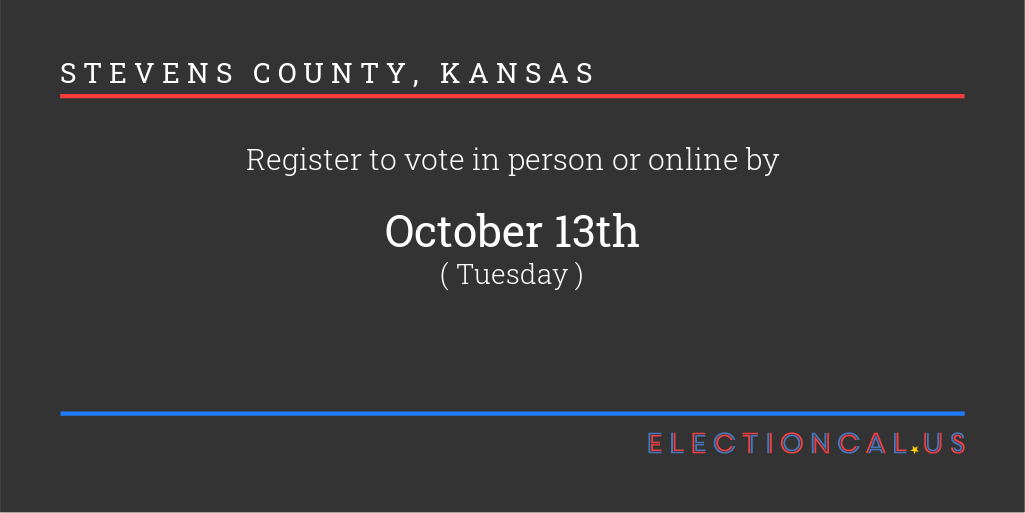 STEVENS COUNTY, KANSAS
Register to vote in person or online by
October 13th
( Tuesday )
ELECTIONCAL.US